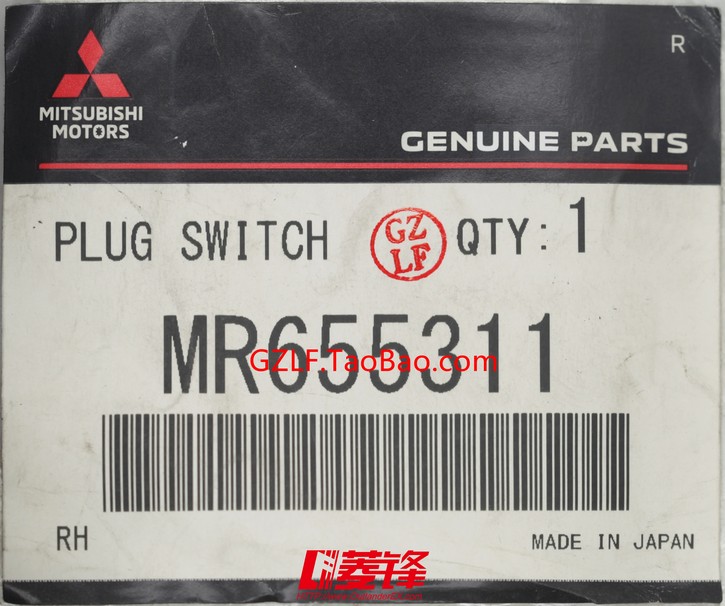 R
MITSUBISHI
MOTORS
GENUINE PARTS
PLUG SWITCH
GZ
LF
QTY: 1
MR655311
GZLF.TaoBao.com
RH
MADE IN JAPAN
菱锋